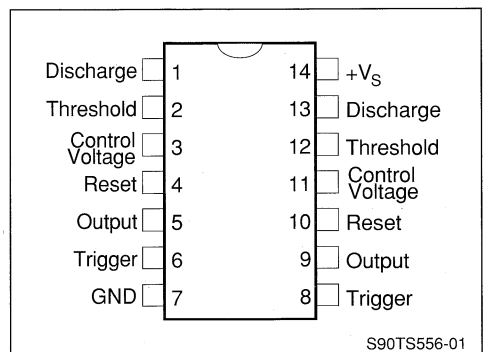 Discharge 1 14 +VS
Threshold 2 13 Discharge
Control Voltage 3 12 Threshold
Reset 4 11 Control Voltage
Output 5 10 Reset
Trigger 6 9 Output
GND 7 8 Trigger
S90TS556-01